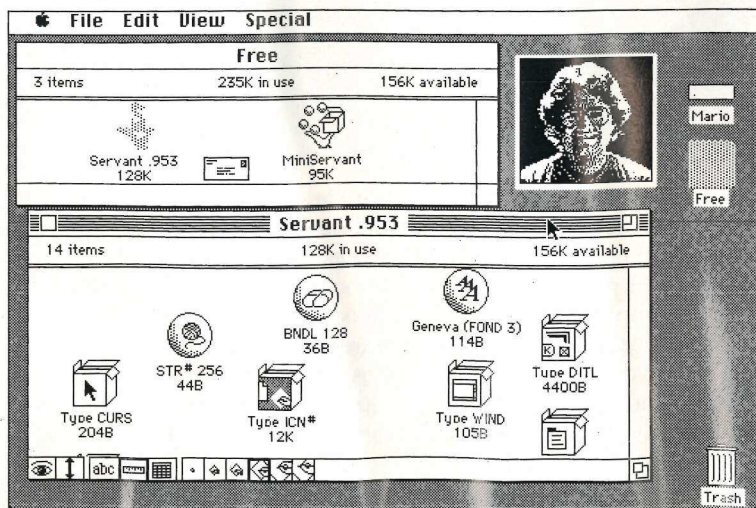 File Edit View Special
Free
3 items 235K in use 156K available
Servant .953
128K
MiniServant
95K
Mario
Free
Servant .953
14 items 128K in use 156K available
BNDL 128
36B
Geneva (FOND 3)
114B
STR# 256
44B
Type DITL
4400B
Type CURS
204B
Type ICN#
12K
Type WIND
105B
abc
Trash